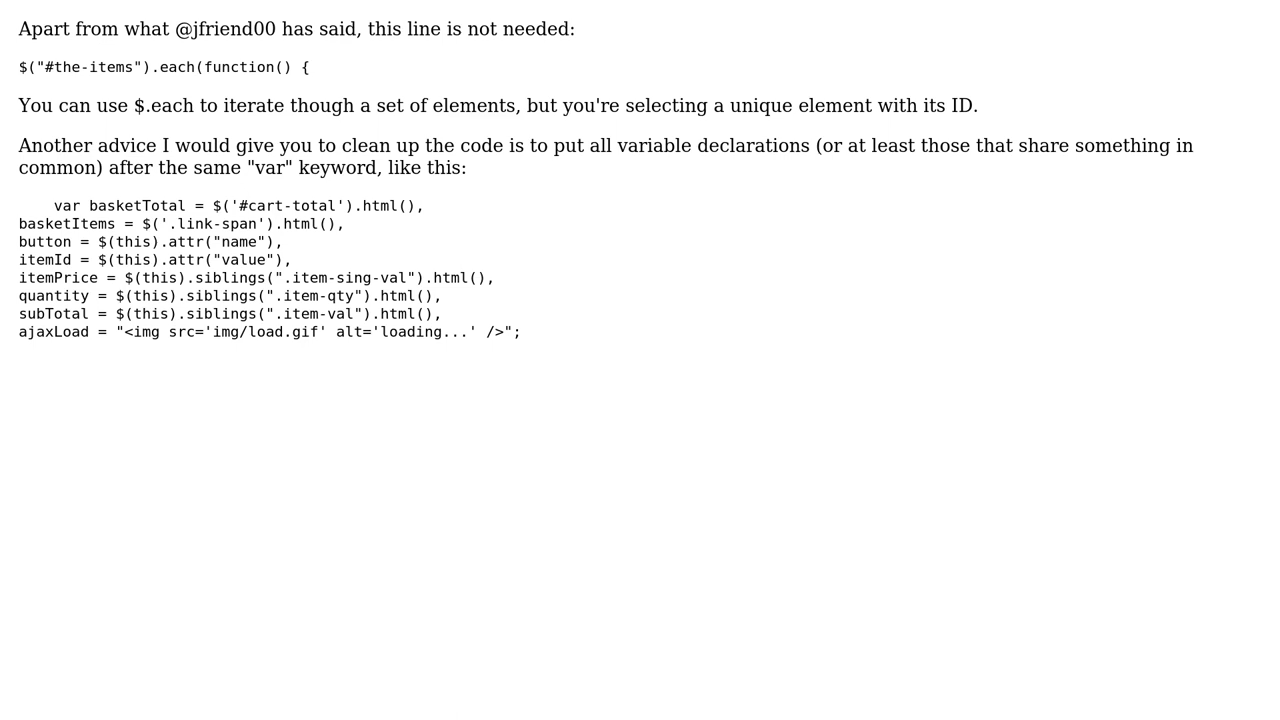 Apart from what @jfriend00 has said, this line is not needed:
$("#the-items").each(function() {
You can use $.each to iterate though a set of elements, but you're selecting a unique element with its ID.
Another advice I would give you to clean up the code is to put all variable declarations (or at least those that share something in
common) after the same "var" keyword, like this:
    var basketTotal = $('#cart-total').html(),
basketItems = $('.link-span').html(),
button = $(this).attr("name"),
itemId = $(this).attr("value"),
itemPrice = $(this).siblings(".item-sing-val").html(),
quantity = $(this).siblings(".item-qty").html(),
subTotal = $(this).siblings(".item-val").html(),
ajaxLoad = "<img src='img/load.gif' alt='loading...' />";